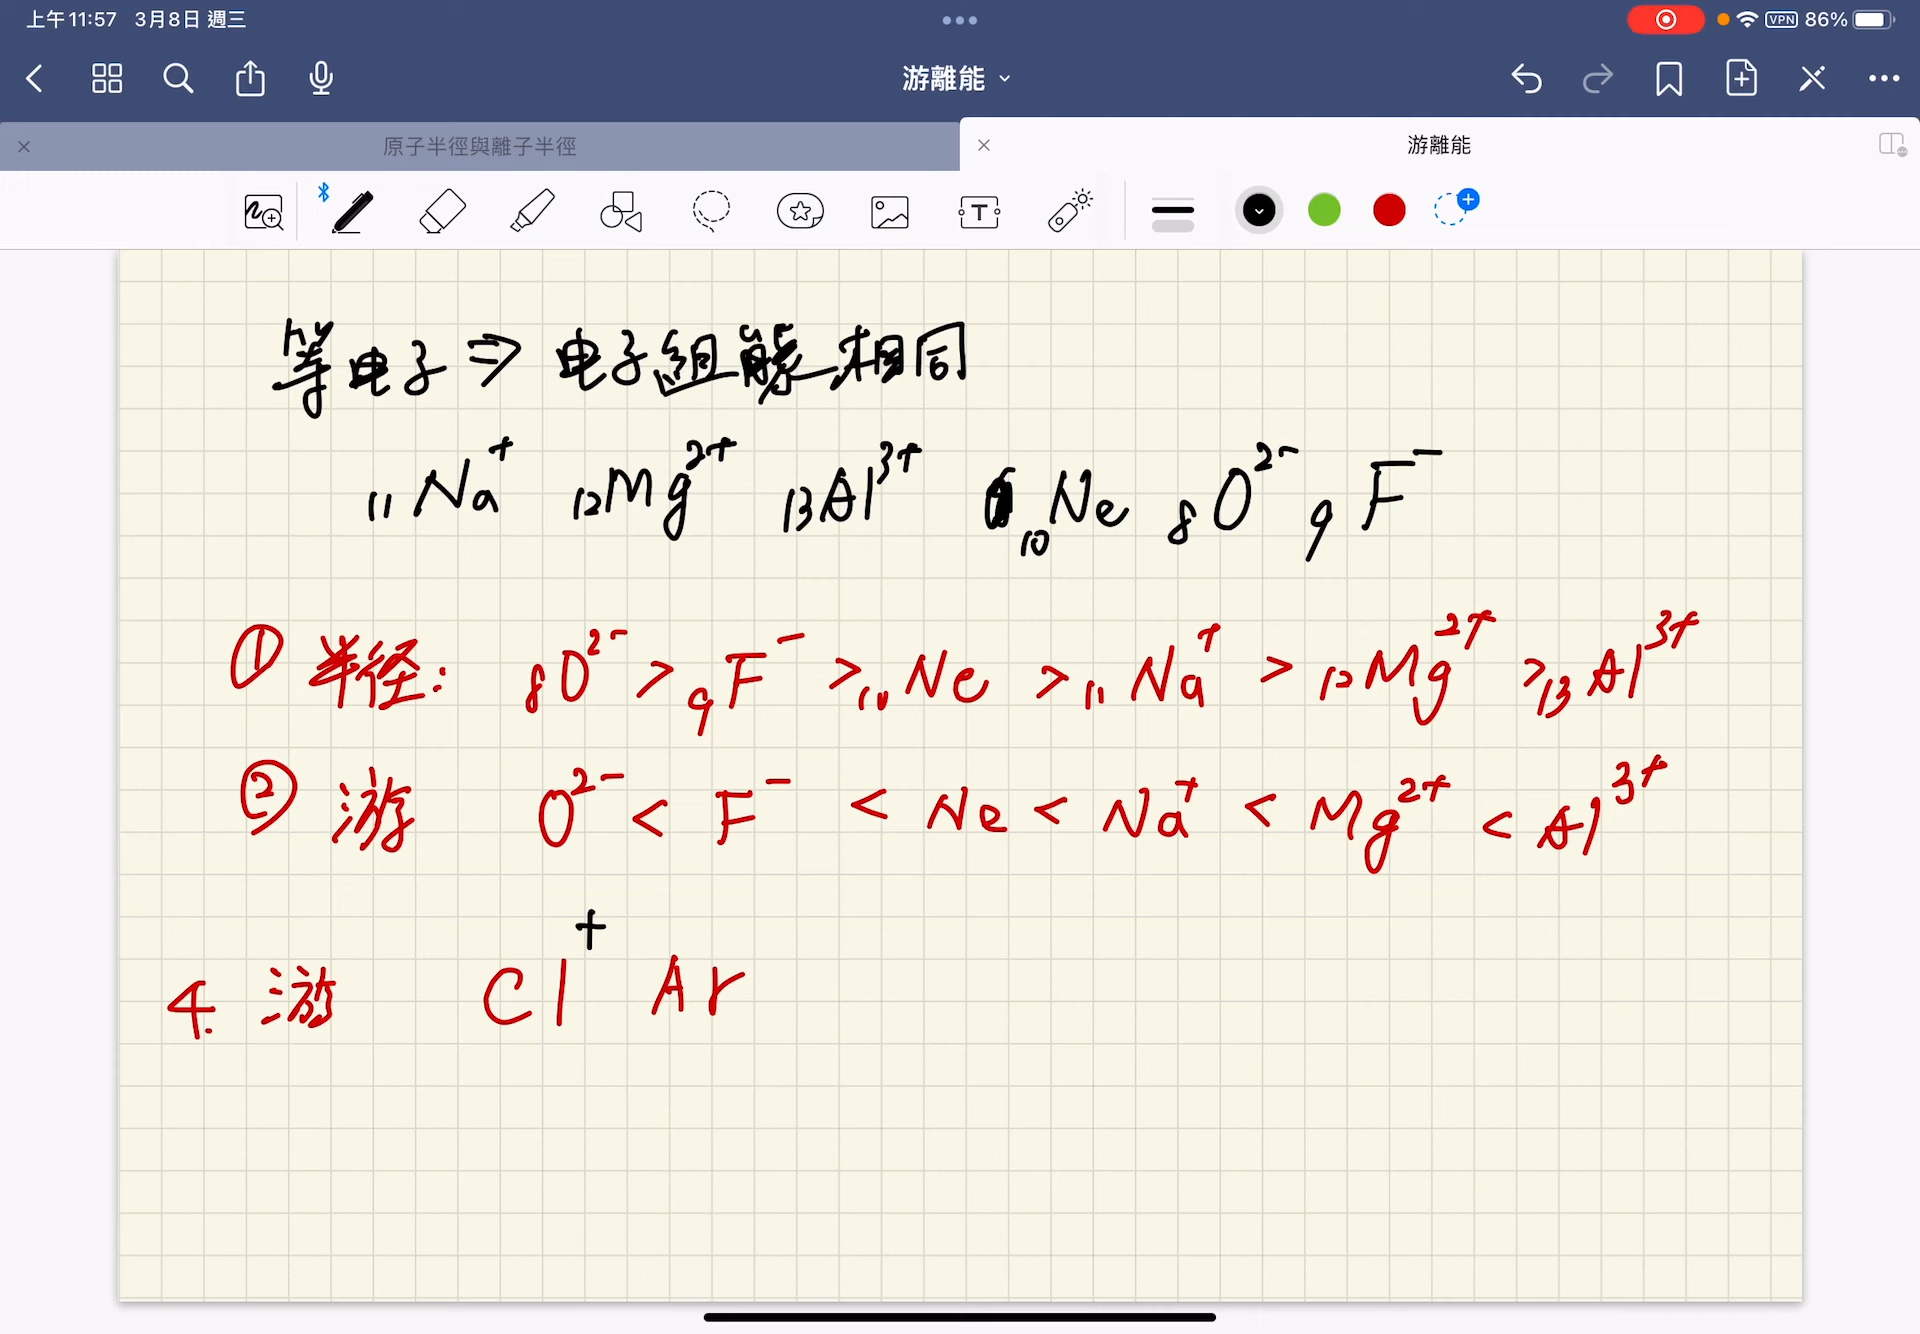 上午11:57 3月8日 週三
VPN 86%
游離能
原子半徑與離子半徑
游離能
T
等电子 ⇒ 电子組態相同
₁₁Na⁺ ₁₂Mg²⁺ ₁₃Al³⁺ ₁₀Ne ₈O²⁻ ₉F⁻
① 半径: ₈O²⁻ > ₉F⁻ > ₁₀Ne > ₁₁Na⁺ > ₁₂Mg²⁺ > ₁₃Al³⁺
② 游 O²⁻ < F⁻ < Ne < Na⁺ < Mg²⁺ < Al³⁺
4. 游 Cl⁺ Ar